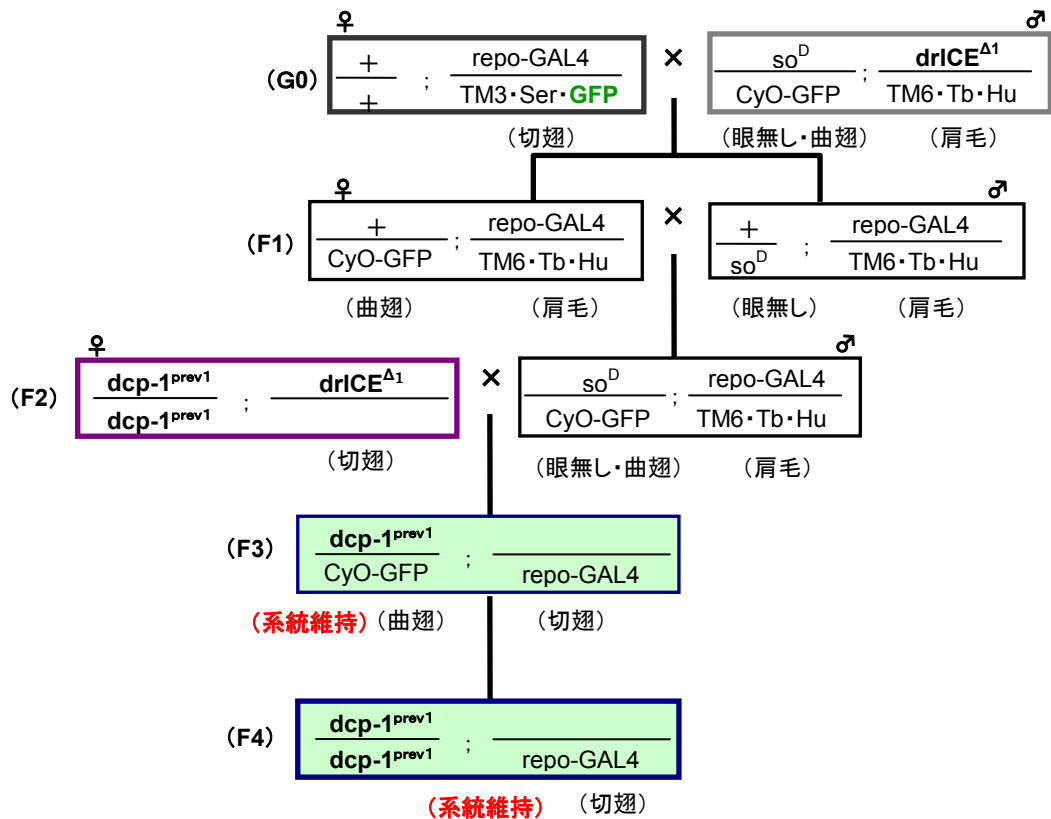 ♀ ♂
(G0) + / + ; repo-GAL4 / TM3・Ser・GFP × so^D / CyO-GFP ; drICE^Δ1 / TM6・Tb・Hu
(切翅) (眼無し・曲翅) (肩毛)
♀ ♂
(F1) + / CyO-GFP ; repo-GAL4 / TM6・Tb・Hu × + / so^D ; repo-GAL4 / TM6・Tb・Hu
(曲翅) (肩毛) (眼無し) (肩毛)
♀ ♂
(F2) dcp-1^prev1 / dcp-1^prev1 ; drICE^Δ1 × so^D / CyO-GFP ; repo-GAL4 / TM6・Tb・Hu
(切翅) (眼無し・曲翅) (肩毛)
(F3) dcp-1^prev1 / CyO-GFP ; repo-GAL4
(系統維持) (曲翅) (切翅)
(F4) dcp-1^prev1 / dcp-1^prev1 ; repo-GAL4
(系統維持) (切翅)